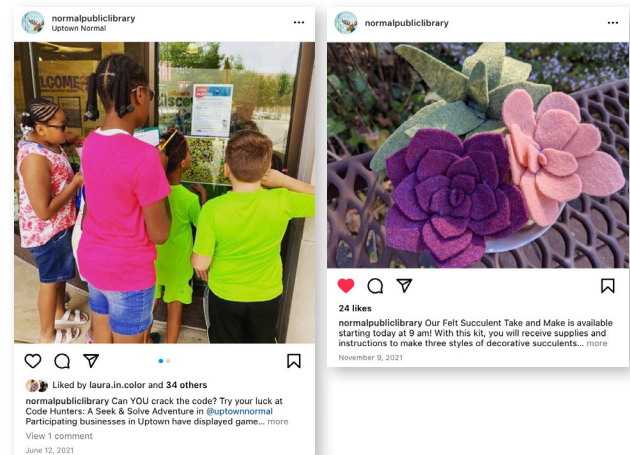 normalpubliclibrary
Uptown Normal
Liked by laura.in.color and 34 others
normalpubliclibrary Can YOU crack the code? Try your luck at
Code Hunters: A Seek & Solve Adventure in @uptownnormal
Participating businesses in Uptown have displayed game... more
View 1 comment
June 12, 2021
normalpubliclibrary
24 likes
normalpubliclibrary Our Felt Succulent Take and Make is available
starting today at 9 am! With this kit, you will receive supplies and
instructions to make three styles of decorative succulents... more
November 9, 2021